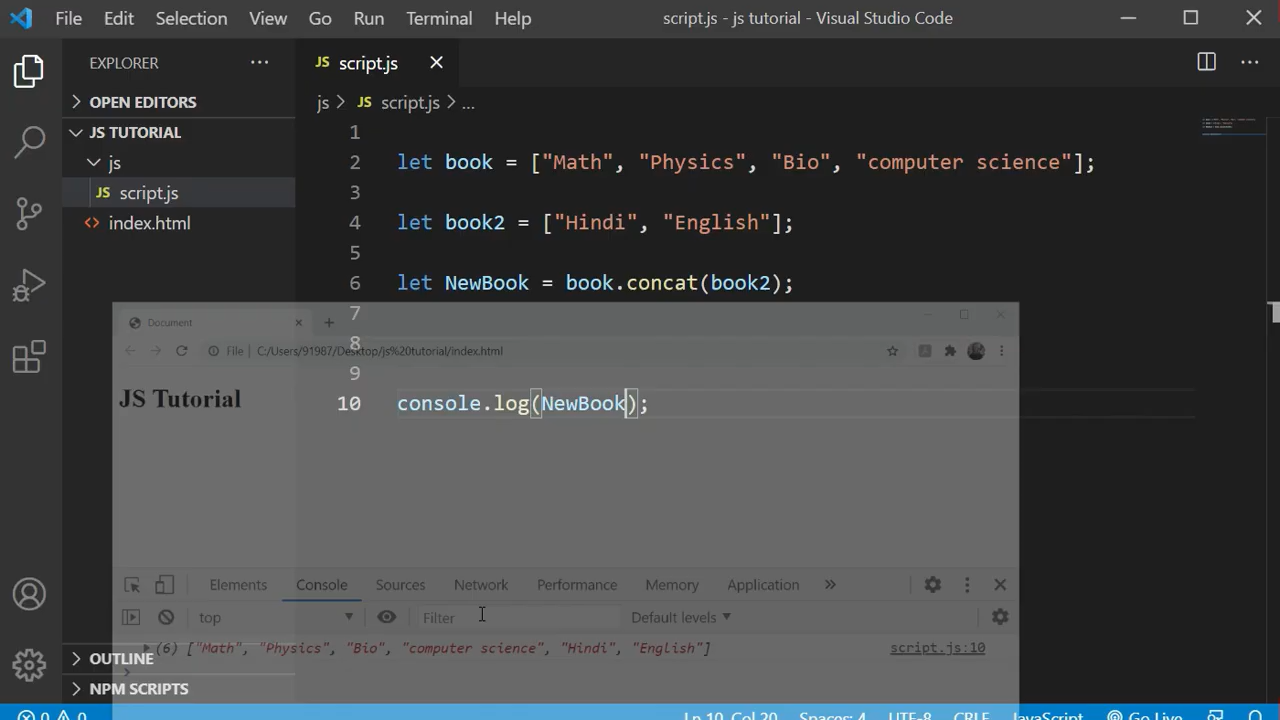 File Edit Selection View Go Run Terminal Help script.js - js tutorial - Visual Studio Code
EXPLORER
JS script.js
OPEN EDITORS
js > JS script.js > ...
JS TUTORIAL
js
JS script.js
index.html
1
2 let book = ["Math", "Physics", "Bio", "computer science"];
3
4 let book2 = ["Hindi", "English"];
5
6 let NewBook = book.concat(book2);
7
8
9
10 console.log(NewBook);
Document
File | C:/Users/91987/Desktop/js%20tutorial/index.html
JS Tutorial
Elements Console Sources Network Performance Memory Application
top Filter Default levels
(6) ["Math", "Physics", "Bio", "computer science", "Hindi", "English"] script.js:10
OUTLINE
NPM SCRIPTS
0 0 Ln 10, Col 20 Spaces: 4 UTF-8 CRLF JavaScript Go Live